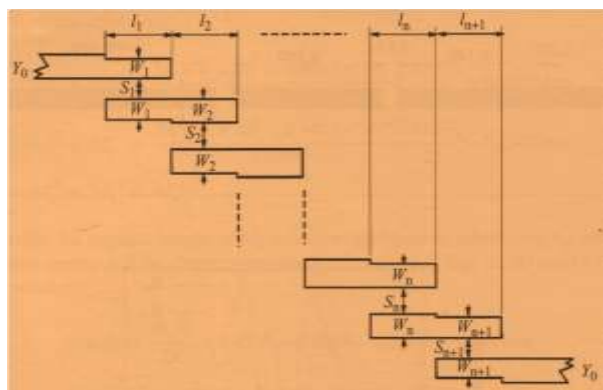 l₁ l₂ lₙ lₙ₊₁
Y₀ W₁
S₁
W₁ W₂
S₂
W₂
Wₙ
Sₙ
Wₙ Wₙ₊₁
Sₙ₊₁
Wₙ₊₁ Y₀